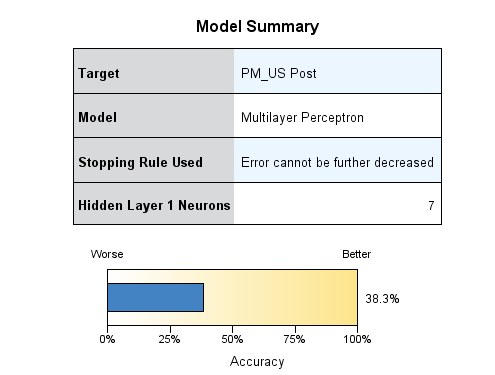 Model Summary
Target PM_US Post
Model Multilayer Perceptron
Stopping Rule Used Error cannot be further decreased
Hidden Layer 1 Neurons 7
Worse Better
38.3%
0% 25% 50% 75% 100%
Accuracy